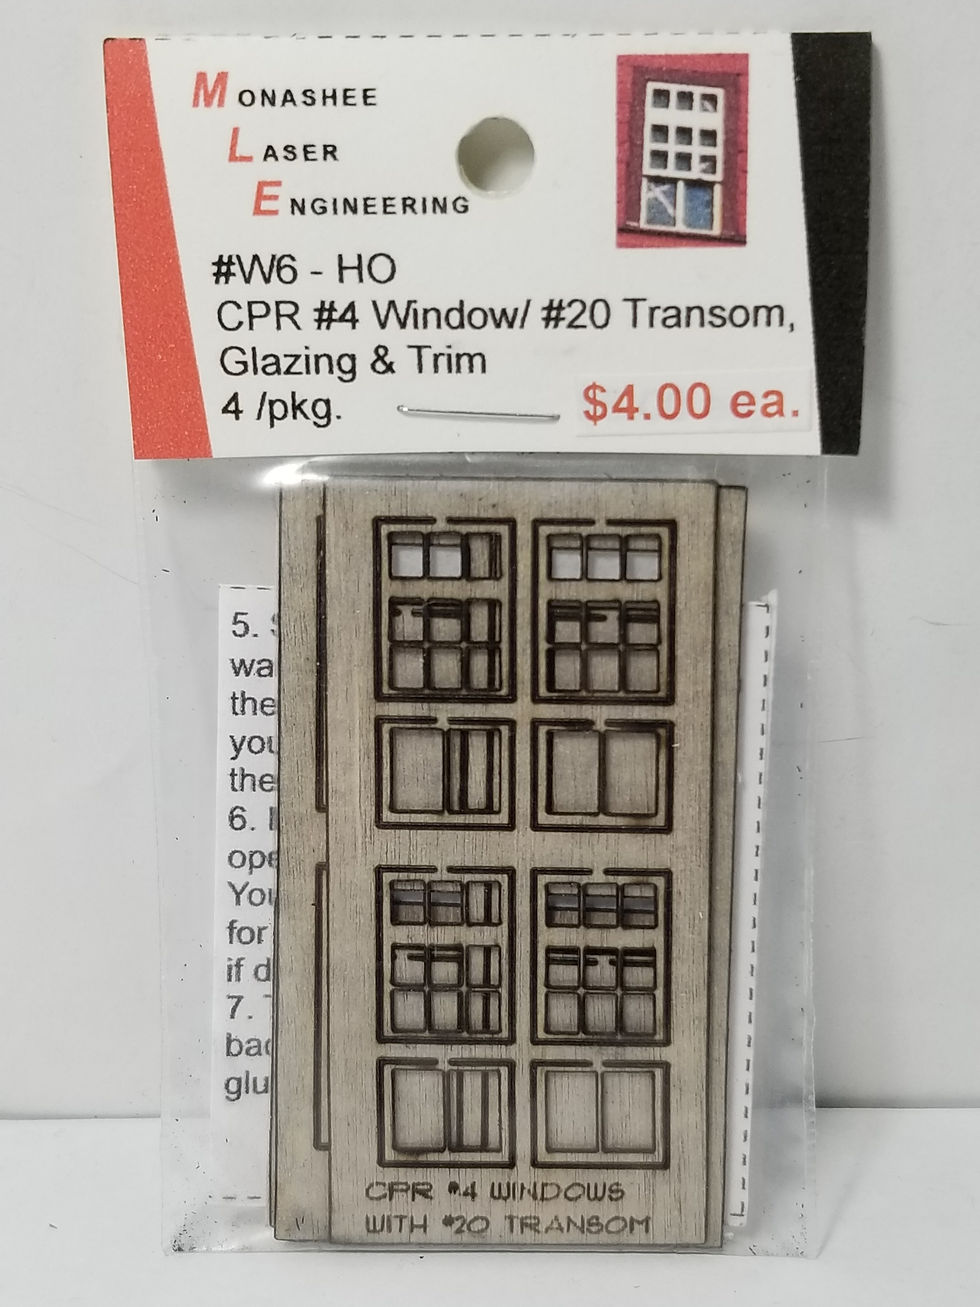 MONASHEE
LASER
ENGINEERING
#W6 - HO
CPR #4 Window/ #20 Transom,
Glazing & Trim
4 /pkg.
$4.00 ea.
5.
wa
the
you
the
6.
ope
You
for
if d
7.
bac
glu
CPR #4 WINDOWS
WITH #20 TRANSOM